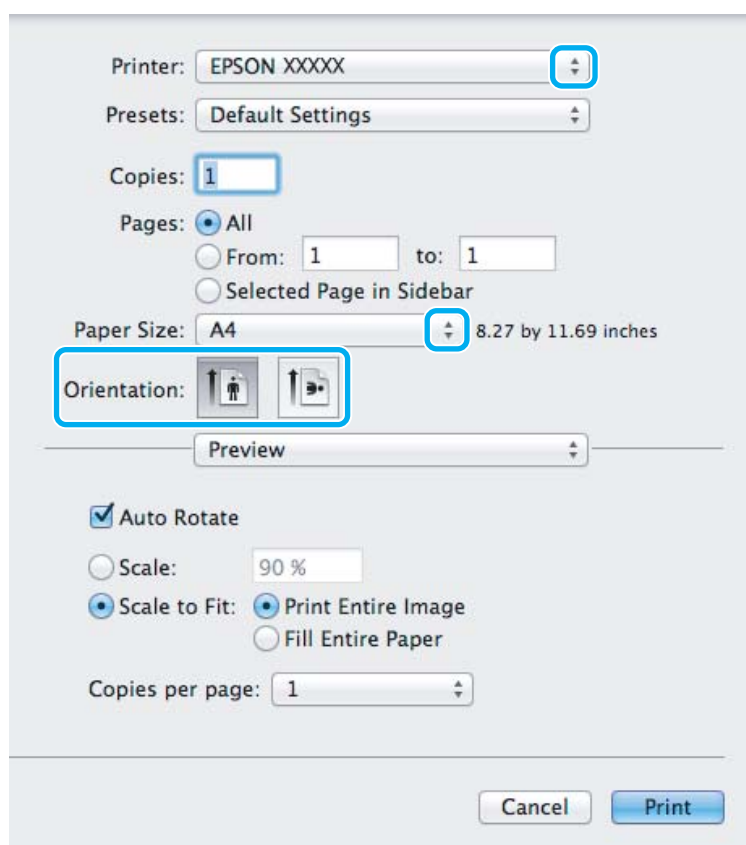 Printer: EPSON XXXXX
Presets: Default Settings
Copies: 1
Pages: All
From: 1 to: 1
Selected Page in Sidebar
Paper Size: A4 8.27 by 11.69 inches
Orientation:
Preview
Auto Rotate
Scale: 90 %
Scale to Fit: Print Entire Image
Fill Entire Paper
Copies per page: 1
Cancel Print